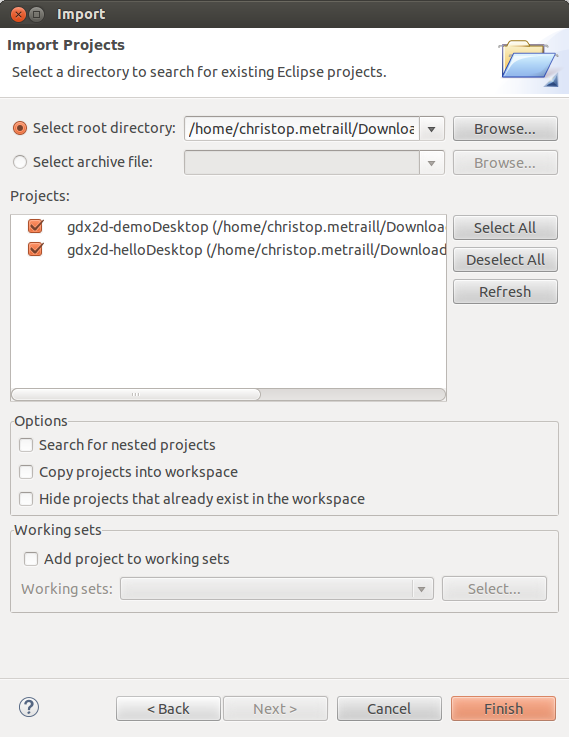 Import
Import Projects
Select a directory to search for existing Eclipse projects.
Select root directory: /home/christop.metraill/Downloa Browse...
Select archive file: Browse...
Projects:
gdx2d-demoDesktop (/home/christop.metraill/Downloa
gdx2d-helloDesktop (/home/christop.metraill/Download
Select All
Deselect All
Refresh
Options
Search for nested projects
Copy projects into workspace
Hide projects that already exist in the workspace
Working sets
Add project to working sets
Working sets: Select...
? < Back Next > Cancel Finish